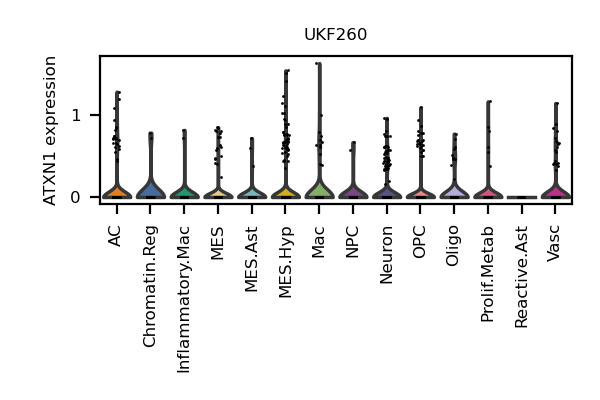 UKF260
ATXN1 expression
1
0
AC
Chromatin.Reg
Inflammatory.Mac
MES
MES.Ast
MES.Hyp
Mac
NPC
Neuron
OPC
Oligo
Prolif.Metab
Reactive.Ast
Vasc